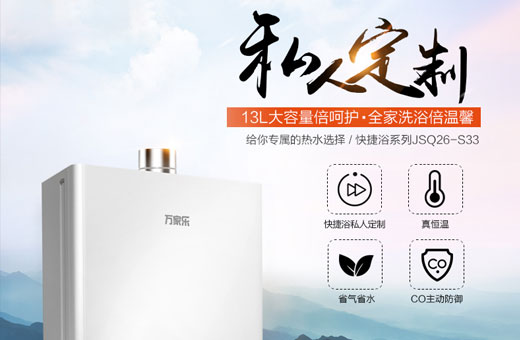 私人定制
13L大容量倍呵护·全家洗浴倍温馨
给你专属的热水选择 / 快捷浴系列JSQ26-S33
快捷浴私人定制
真恒温
万家乐
省气省水
CO
CO主动防御